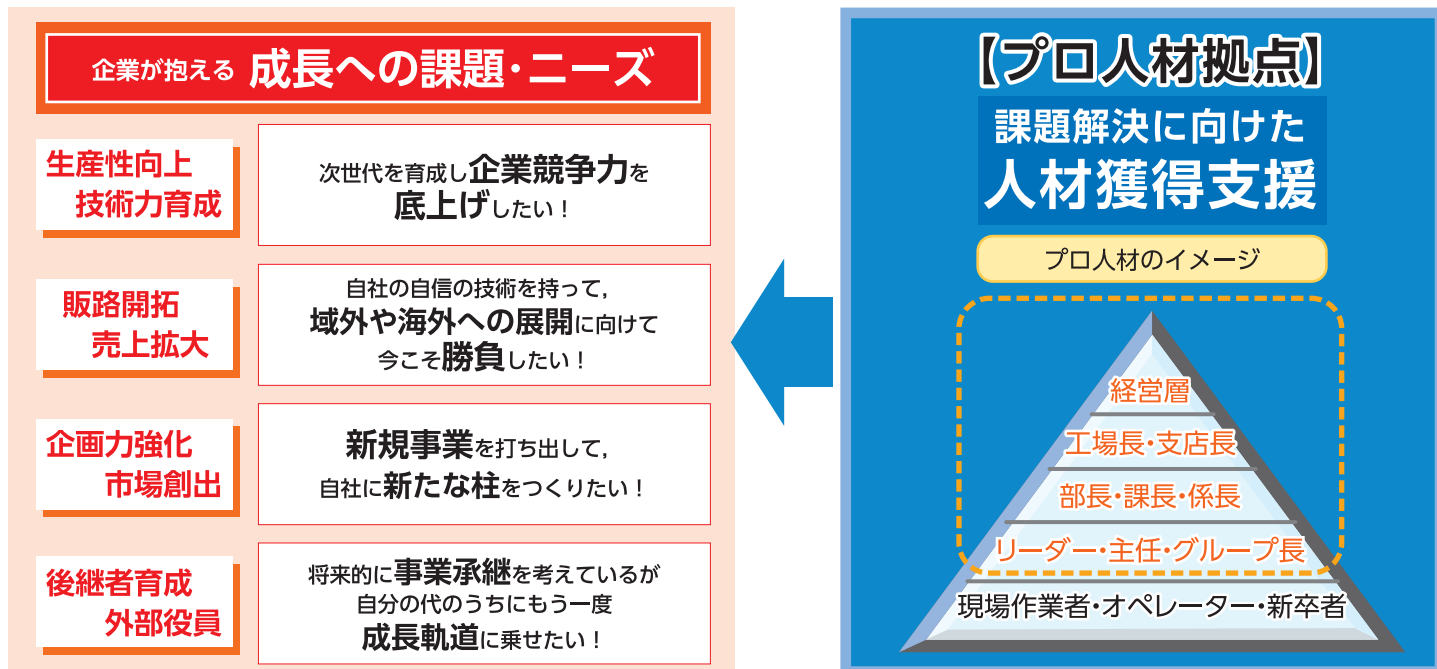 企業が抱える 成長への課題・ニーズ
生産性向上
技術力育成
次世代を育成し企業競争力を
底上げしたい！
販路開拓
売上拡大
自社の自信の技術を持って，
域外や海外への展開に向けて
今こそ勝負したい！
企画力強化
市場創出
新規事業を打ち出して，
自社に新たな柱をつくりたい！
後継者育成
外部役員
将来的に事業承継を考えているが
自分の代のうちにもう一度
成長軌道に乗せたい！
【プロ人材拠点】
課題解決に向けた
人材獲得支援
プロ人材のイメージ
経営層
工場長・支店長
部長・課長・係長
リーダー・主任・グループ長
現場作業者・オペレーター・新卒者